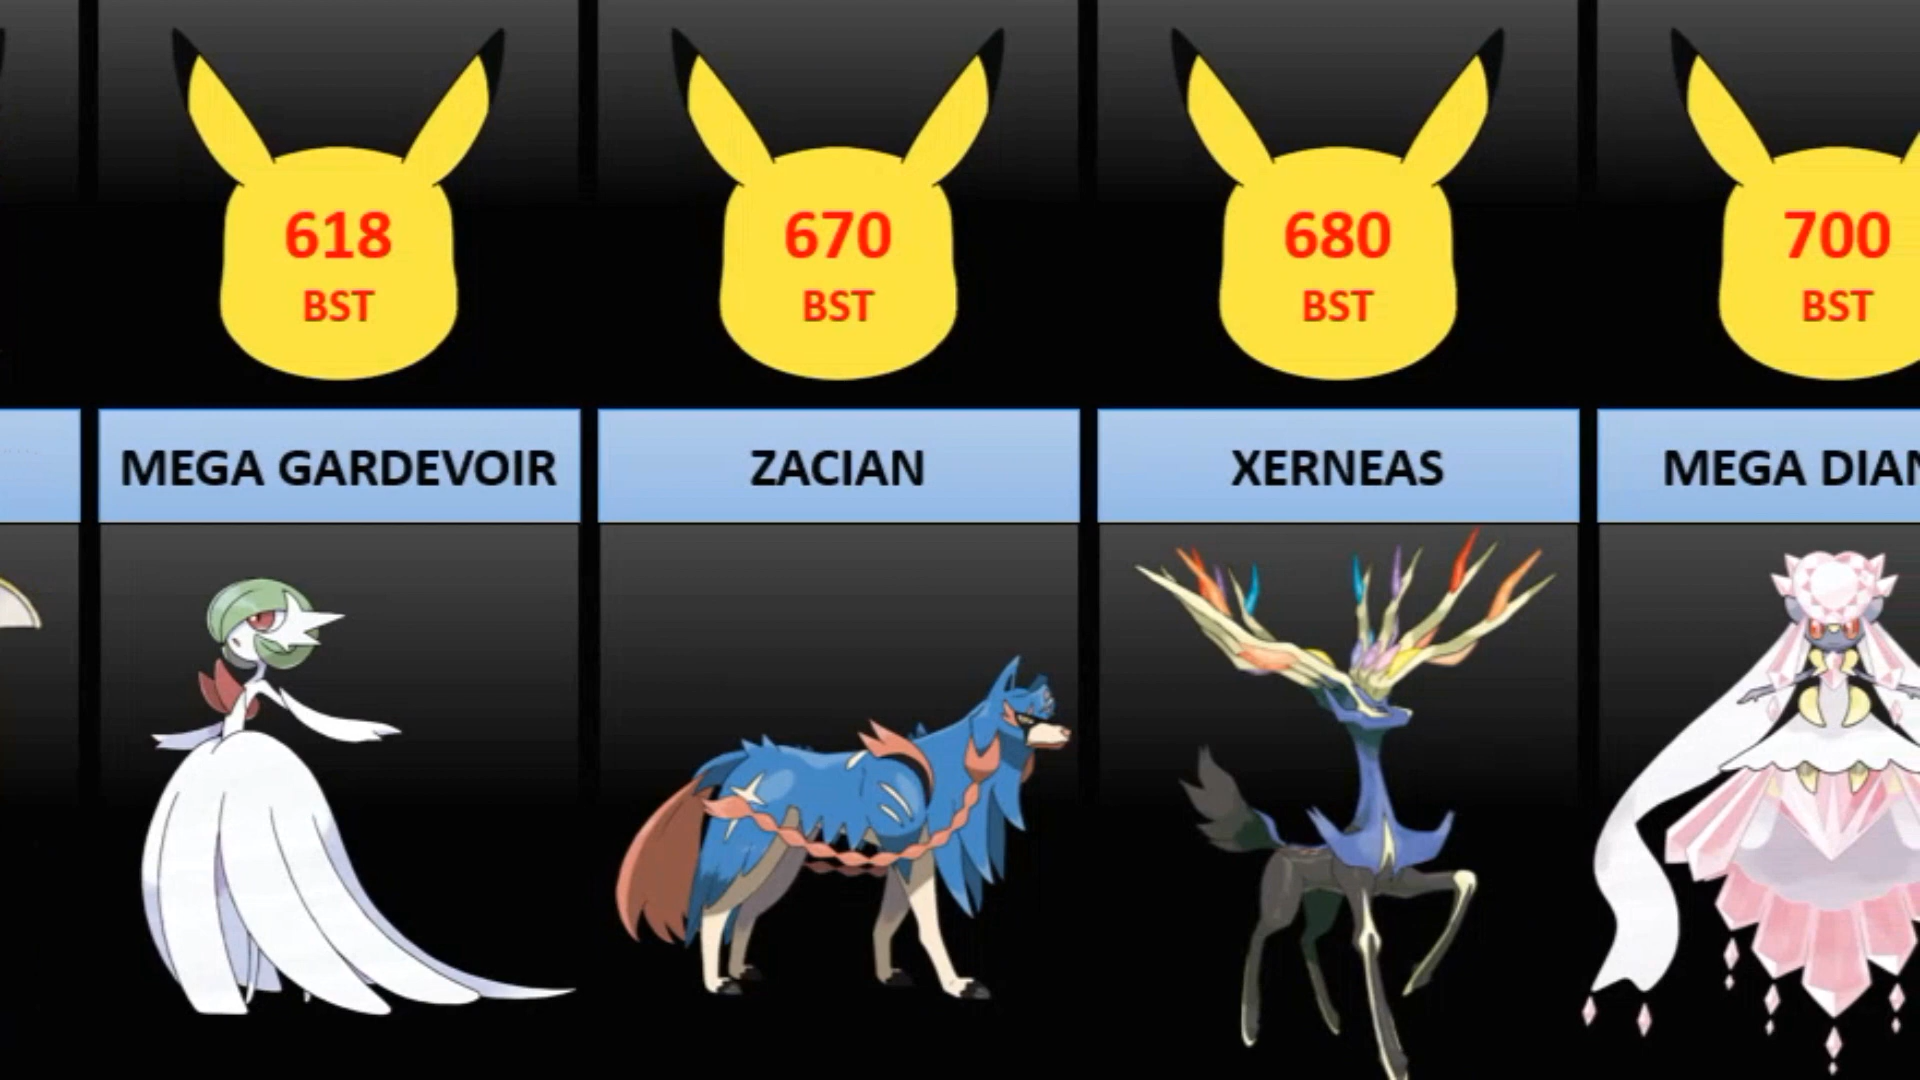 618
BST
MEGA GARDEVOIR
670
BST
ZACIAN
680
BST
XERNEAS
700
BST
MEGA DIAN